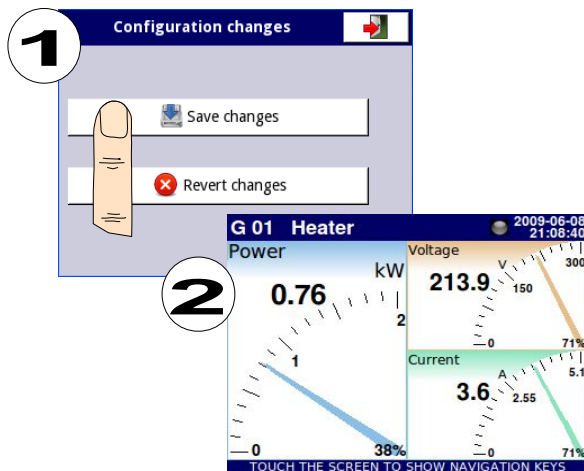 1
Configuration changes
Save changes
Revert changes
2
G 01 Heater
2009-06-08
21:08:40
Power
kW
0.76
2
1
0
38%
Voltage
V
300
213.9
150
0
71%
Current
A
5.1
3.6
2.55
0
71%
TOUCH THE SCREEN TO SHOW NAVIGATION KEYS